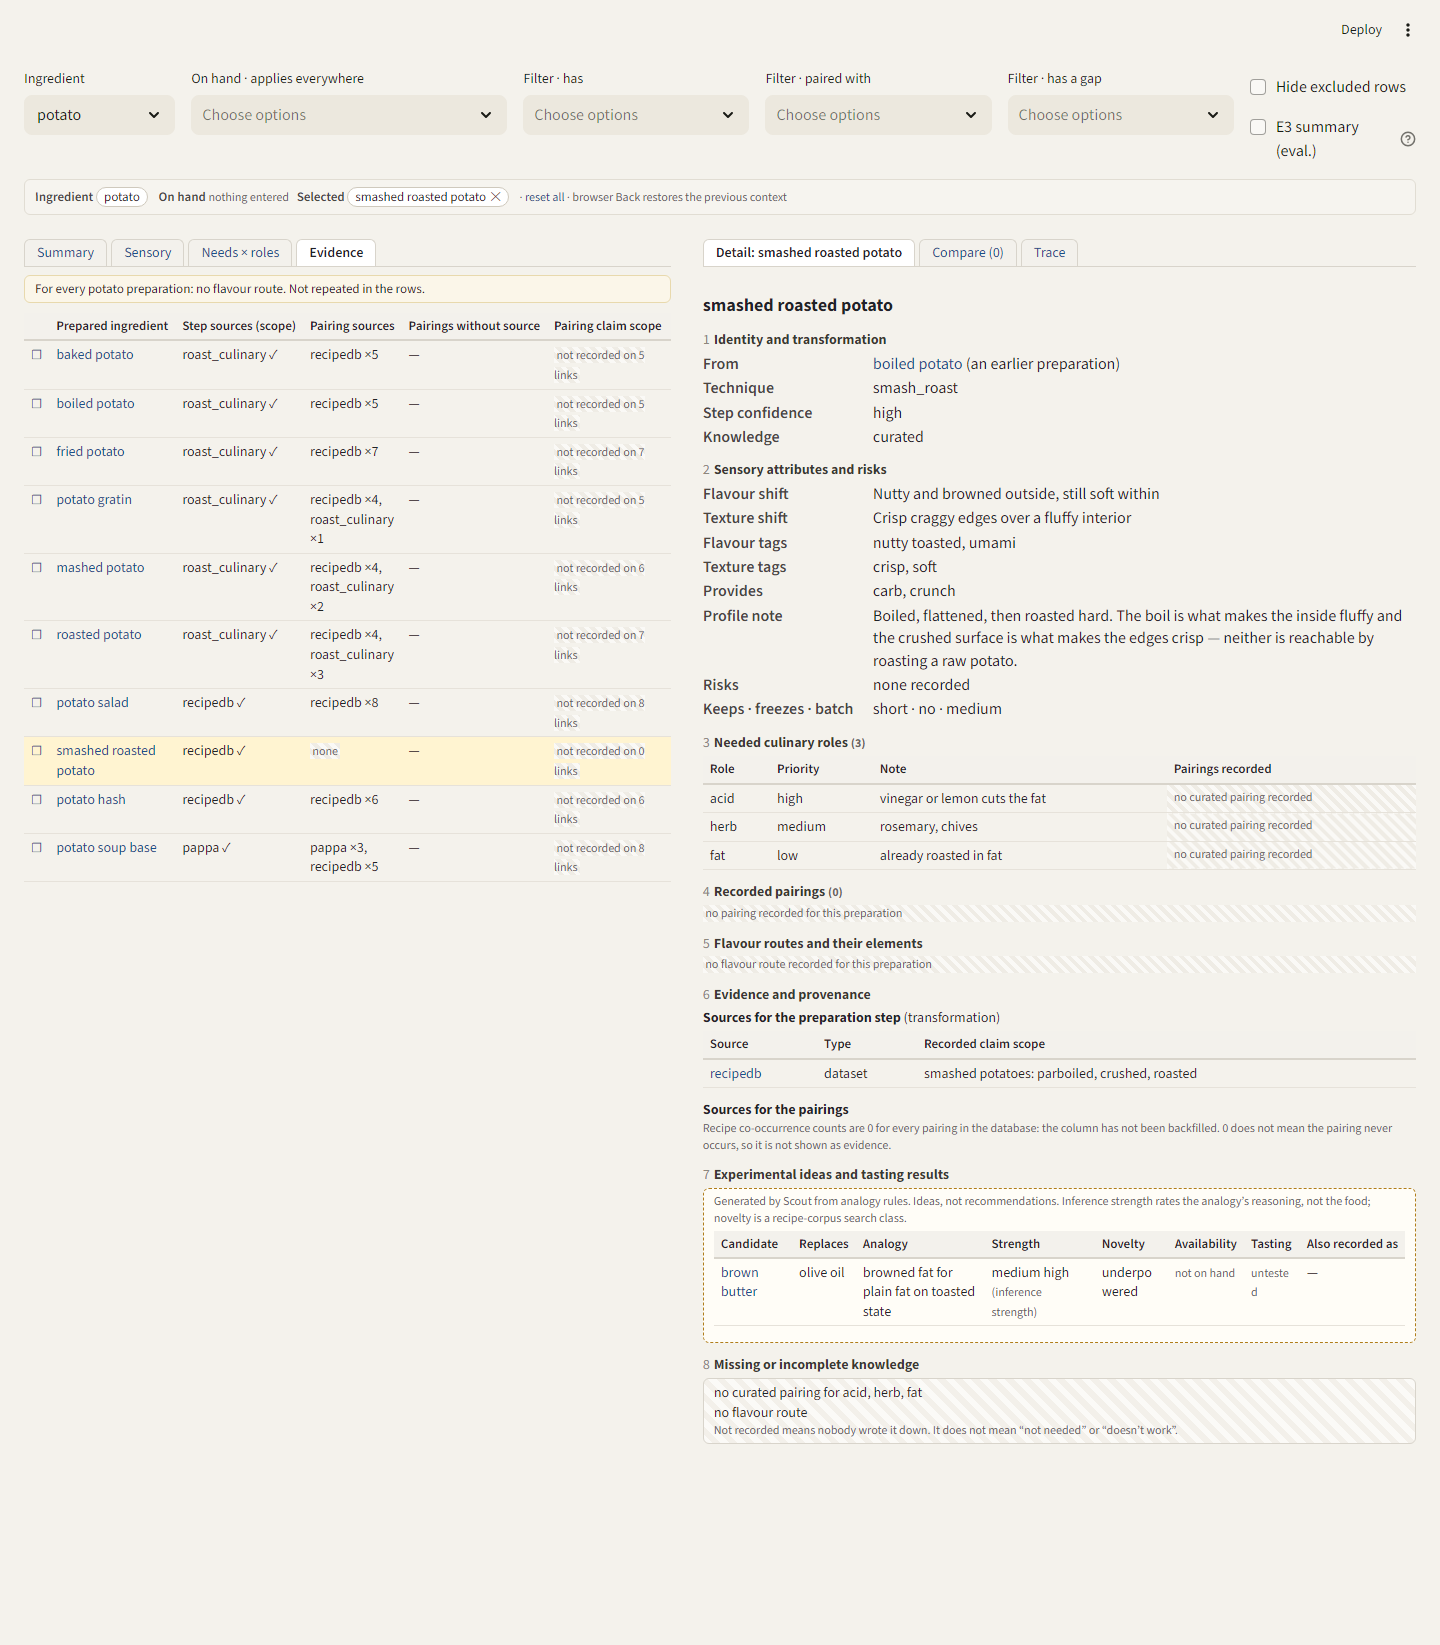 Deploy
Ingredient
On hand · applies everywhere
Filter · has
Filter · paired with
Filter · has a gap
potato
Choose options
Choose options
Choose options
Choose options
Hide excluded rows
E3 summary
(eval.)
Ingredient potato On hand nothing entered Selected smashed roasted potato · reset all · browser Back restores the previous context
Summary
Sensory
Needs × roles
Evidence
For every potato preparation: no flavour route. Not repeated in the rows.
Prepared ingredient Step sources (scope) Pairing sources Pairings without source Pairing claim scope
baked potato roast_culinary ✓ recipedb ×5 — not recorded on 5
links
boiled potato roast_culinary ✓ recipedb ×5 — not recorded on 5
links
fried potato roast_culinary ✓ recipedb ×7 — not recorded on 7
links
potato gratin roast_culinary ✓ recipedb ×4, — not recorded on 5
roast_culinary links
×1
mashed potato roast_culinary ✓ recipedb ×4, — not recorded on 6
roast_culinary links
×2
roasted potato roast_culinary ✓ recipedb ×4, — not recorded on 7
roast_culinary links
×3
potato salad recipedb ✓ recipedb ×8 — not recorded on 8
links
smashed roasted recipedb ✓ none — not recorded on 0
potato links
potato hash recipedb ✓ recipedb ×6 — not recorded on 6
links
potato soup base pappa ✓ pappa ×3, — not recorded on 8
recipedb ×5 links
Detail: smashed roasted potato
Compare (0)
Trace
smashed roasted potato
1 Identity and transformation
From boiled potato (an earlier preparation)
Technique smash_roast
Step confidence high
Knowledge curated
2 Sensory attributes and risks
Flavour shift Nutty and browned outside, still soft within
Texture shift Crisp craggy edges over a fluffy interior
Flavour tags nutty toasted, umami
Texture tags crisp, soft
Provides carb, crunch
Profile note Boiled, flattened, then roasted hard. The boil is what makes the inside fluffy and
the crushed surface is what makes the edges crisp — neither is reachable by
roasting a raw potato.
Risks none recorded
Keeps · freezes · batch short · no · medium
3 Needed culinary roles (3)
Role Priority Note Pairings recorded
acid high vinegar or lemon cuts the fat no curated pairing recorded
herb medium rosemary, chives no curated pairing recorded
fat low already roasted in fat no curated pairing recorded
4 Recorded pairings (0)
no pairing recorded for this preparation
5 Flavour routes and their elements
no flavour route recorded for this preparation
6 Evidence and provenance
Sources for the preparation step (transformation)
Source Type Recorded claim scope
recipedb dataset smashed potatoes: parboiled, crushed, roasted
Sources for the pairings
Recipe co-occurrence counts are 0 for every pairing in the database: the column has not been backfilled. 0 does not mean the pairing never
occurs, so it is not shown as evidence.
7 Experimental ideas and tasting results
Generated by Scout from analogy rules. Ideas, not recommendations. Inference strength rates the analogy's reasoning, not the food;
novelty is a recipe-corpus search class.
Candidate Replaces Analogy Strength Novelty Availability Tasting Also recorded as
brown olive oil browned fat for medium high underpo not on hand unteste —
butter plain fat on toasted (inference wered d
state strength)
8 Missing or incomplete knowledge
no curated pairing for acid, herb, fat
no flavour route
Not recorded means nobody wrote it down. It does not mean “not needed” or “doesn’t work”.